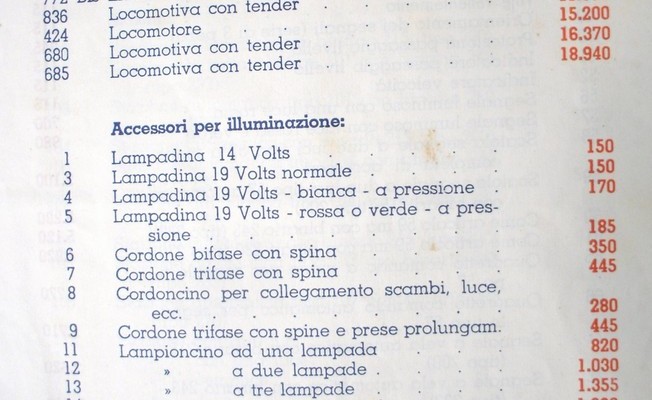 836 Locomotiva con tender
424 Locomotore 15.200
680 Locomotiva con tender 16.370
685 Locomotiva con tender 18.940
Accessori per illuminazione:
1 Lampadina 14 Volts 150
3 Lampadina 19 Volts normale 150
4 Lampadina 19 Volts - bianca - a pressione 170
5 Lampadina 19 Volts - rossa o verde - a pres-
sione 185
6 Cordone bifase con spina 350
7 Cordone trifase con spina 445
8 Cordoncino per collegamento scambi, luce,
ecc. 280
9 Cordone trifase con spine e prese prolungam. 445
11 Lampioncino ad una lampada 820
12 » a due lampade 1.030
13 » a tre lampade 1.355